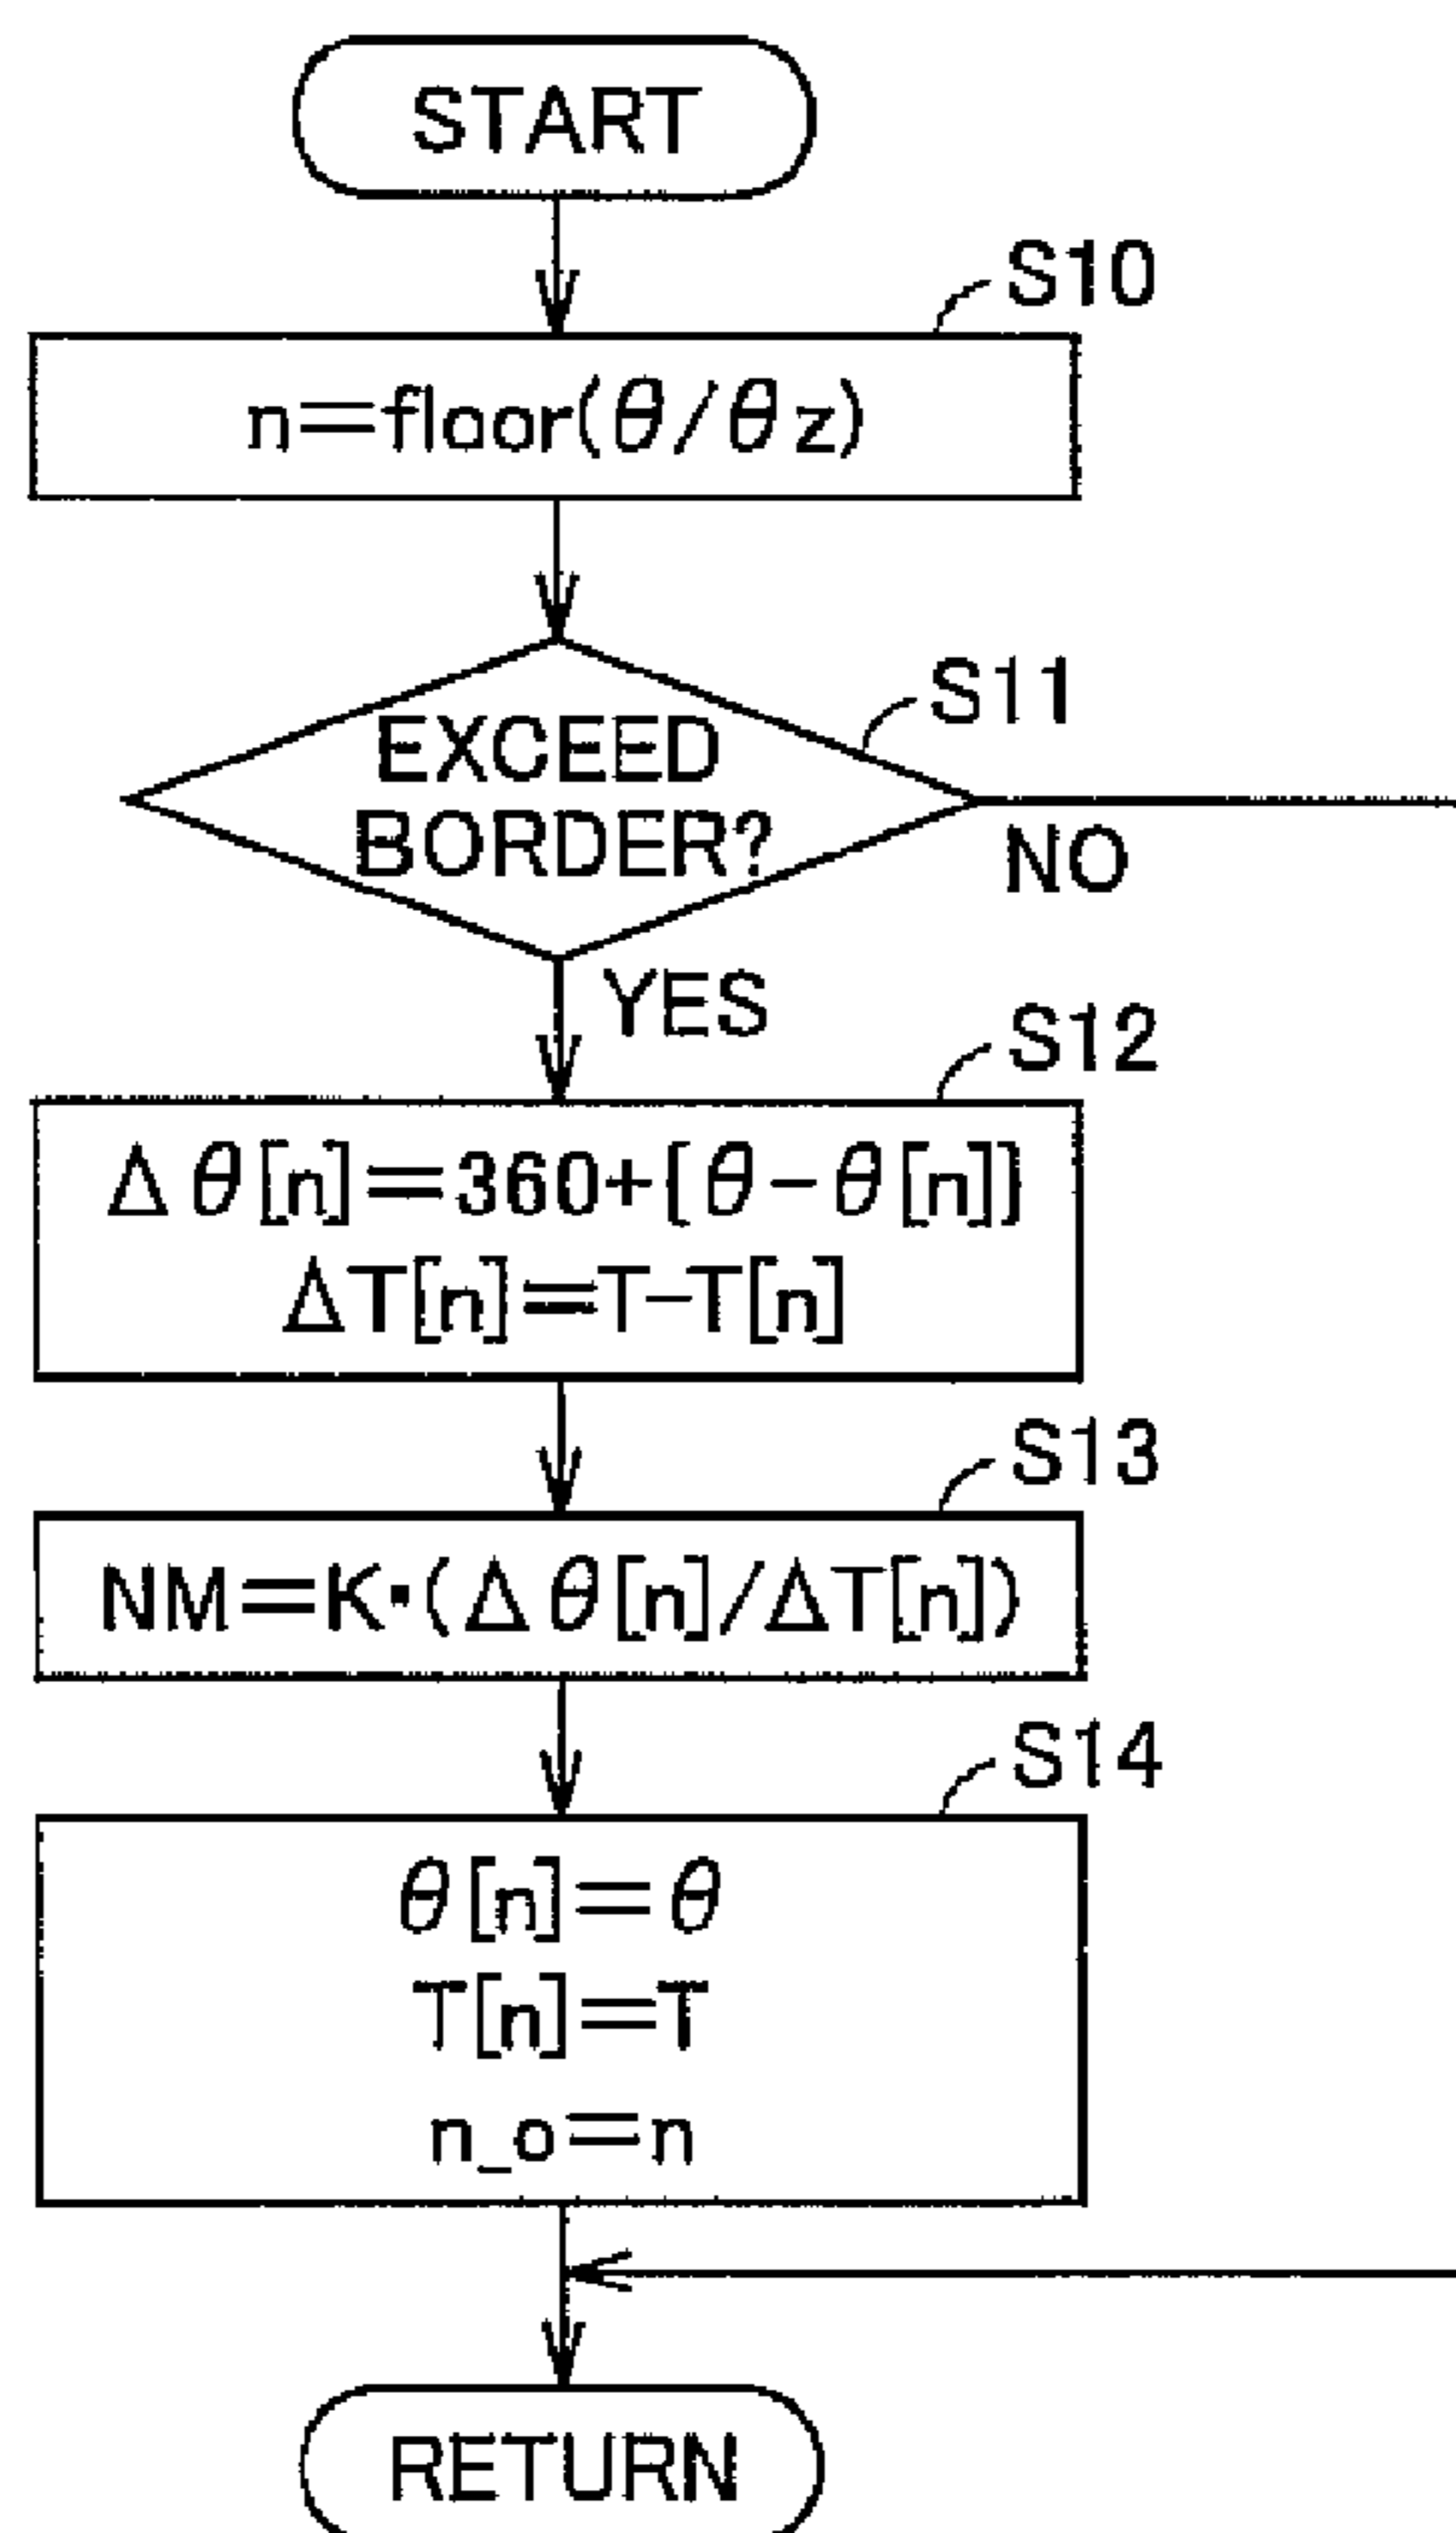 START
S10
n=floor(θ/θz)
S11
EXCEED
BORDER?
NO
YES
S12
Δθ[n]=360+{θ-θ[n]}
ΔT[n]=T-T[n]
S13
NM=K·(Δθ[n]/ΔT[n])
S14
θ[n]=θ
T[n]=T
n_o=n
RETURN